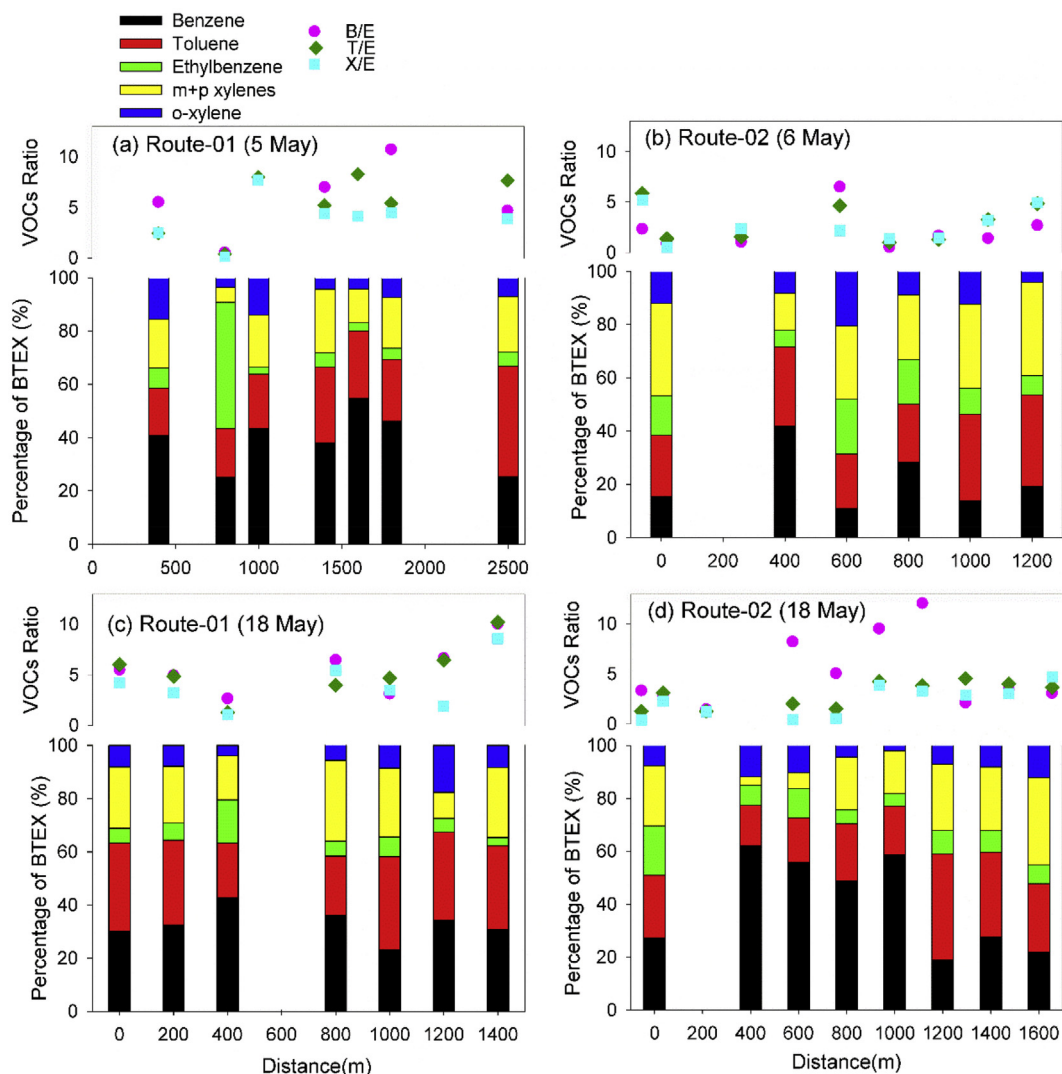 Benzene
Toluene
Ethylbenzene
m+p xylenes
o-xylene
B/E
T/E
X/E
(a) Route-01 (5 May)
VOCs Ratio
10
5
0
Percentage of BTEX (%)
100
80
60
40
20
0
0 500 1000 1500 2000 2500
(b) Route-02 (6 May)
VOCs Ratio
10
5
0
Percentage of BTEX (%)
100
80
60
40
20
0
0 200 400 600 800 1000 1200
(c) Route-01 (18 May)
VOCs Ratio
10
5
0
Percentage of BTEX (%)
100
80
60
40
20
0
0 200 400 800 1000 1200 1400
Distance(m)
(d) Route-02 (18 May)
VOCs Ratio
10
5
0
Percentage of BTEX (%)
100
80
60
40
20
0
0 200 400 600 800 1000 1200 1400 1600
Distance(m)